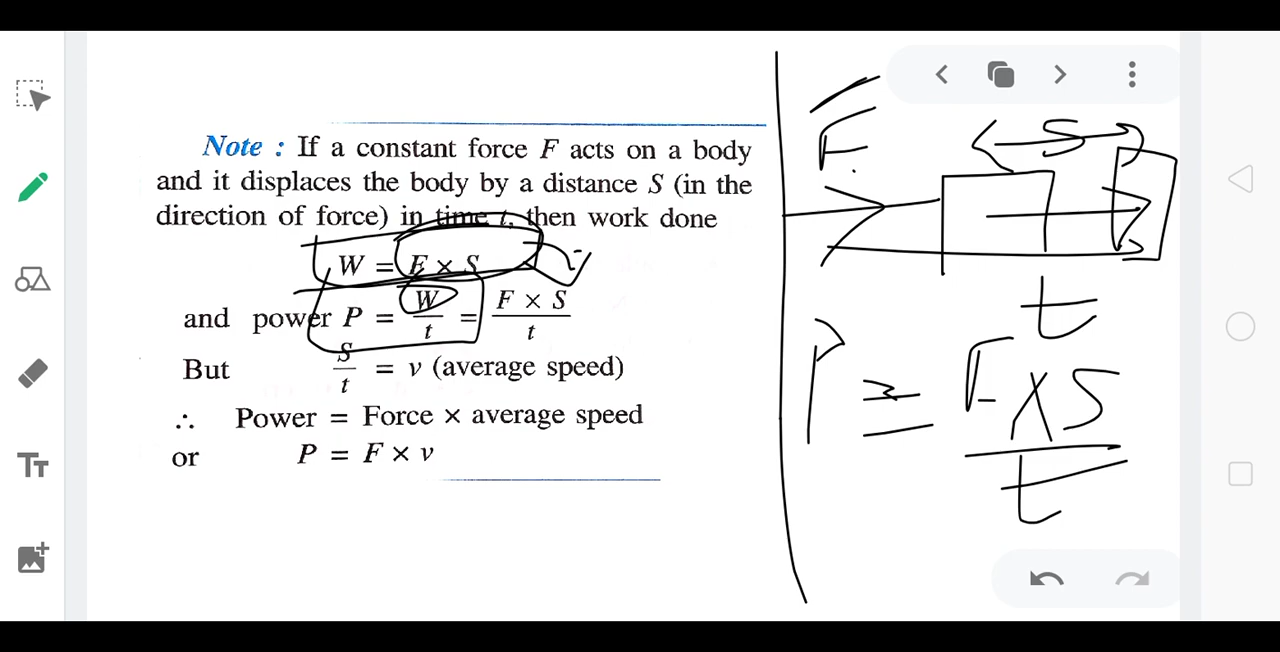 Note : If a constant force F acts on a body
and it displaces the body by a distance S (in the
direction of force) in time t, then work done
W = F × S
and power P = W/t = F × S/t
But S/t = v (average speed)
∴ Power = Force × average speed
or P = F × v
F
S
t
P = F × S/t
TT